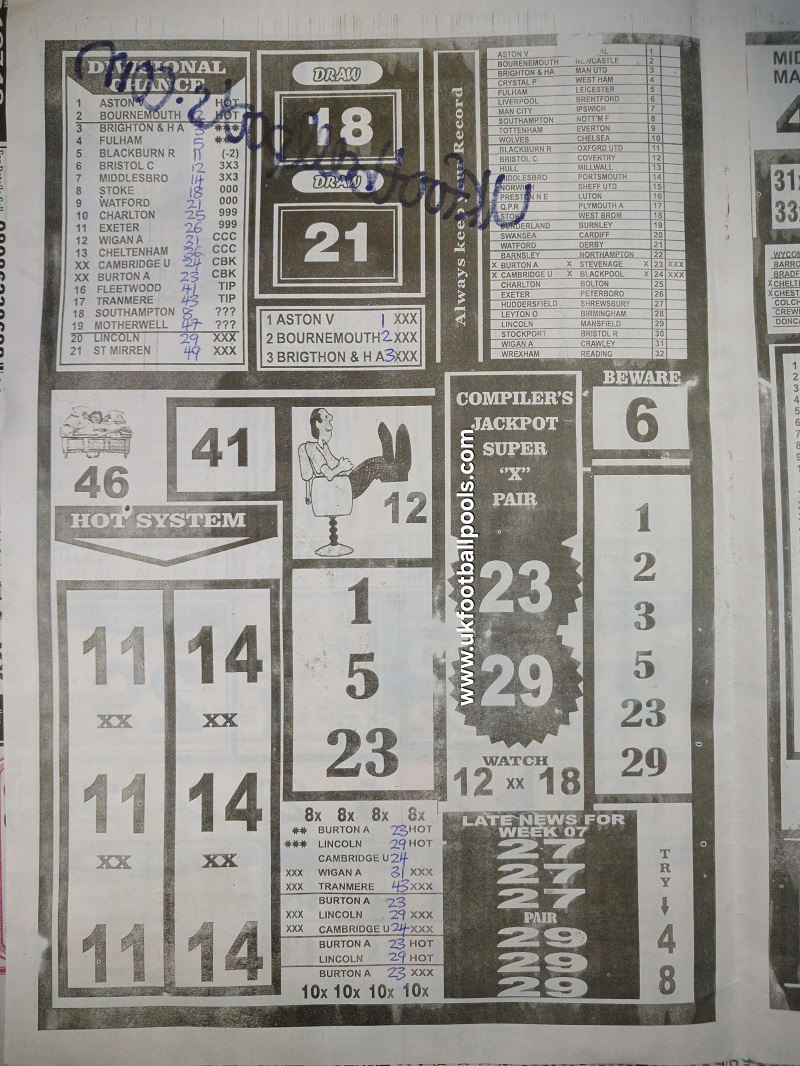 DIVISIONAL
CHANCE
1 ASTON V HOT
2 BOURNEMOUTH 2 HOT
3 BRIGHTON & H A 3 ****
4 FULHAM 5
5 BLACKBURN R 11 (-2)
6 BRISTOL C 12 3X3
7 MIDDLESBRO 14 3X3
8 STOKE 18 000
9 WATFORD 21 000
10 CHARLTON 25 999
11 EXETER 26 999
12 WIGAN A 31 CCC
13 CHELTENHAM 36 CCC
XX CAMBRIDGE U 24 CBK
XX BURTON A 23 CBK
16 FLEETWOOD 41 TIP
17 TRANMERE 43 TIP
18 SOUTHAMPTON 8 ???
19 MOTHERWELL 47 ???
20 LINCOLN 29 XXX
21 ST MIRREN 49 XXX
DRAW
18
DRAW
21
1 ASTON V 1 XXX
2 BOURNEMOUTH 2 XXX
3 BRIGTHON & H A 3 XXX
Always keep your Record
ASTON V AL 1
BOURNEMOUTH NEWCASTLE 2
BRIGHTON & HA MAN UTD 3
CRYSTAL P WEST HAM 4
FULHAM LEICESTER 5
LIVERPOOL BRENTFORD 6
MAN CITY IPSWICH 7
SOUTHAMPTON NOTT'M F 8
TOTTENHAM EVERTON 9
WOLVES CHELSEA 10
BLACKBURN R OXFORD UTD 11
BRISTOL C COVENTRY 12
HULL MILLWALL 13
MIDDLESBRO PORTSMOUTH 14
NORWICH SHEFF UTD 15
PRESTON N E LUTON 16
Q.P.R PLYMOUTH A 17
STOKE WEST BROM 18
SUNDERLAND BURNLEY 19
SWANSEA CARDIFF 20
WATFORD DERBY 21
BARNSLEY NORTHAMPTON 22
X BURTON A X STEVENAGE X 23 XXX
X CAMBRIDGE U X BLACKPOOL X 24 XXX
CHARLTON BOLTON 25
EXETER PETERBORO 26
HUDDERSFIELD SHREWSBURY 27
LEYTON O BIRMINGHAM 28
LINCOLN MANSFIELD 29
STOCKPORT BRISTOL R 30
WIGAN A CRAWLEY 31
WREXHAM READING 32
46
41
12
HOT SYSTEM
11 14
XX XX
11 14
XX XX
11 14
1
5
23
8x 8x 8x 8x
** BURTON A 23 HOT
*** LINCOLN 29 HOT
CAMBRIDGE U 24
XXX WIGAN A 31 XXX
XXX TRANMERE 43 XXX
BURTON A 23
XXX LINCOLN 29 XXX
XXX CAMBRIDGE U 24 XXX
BURTON A 23 HOT
LINCOLN 29 HOT
BURTON A 23 XXX
10x 10x 10x 10x
COMPILER'S
JACKPOT
SUPER
"X"
PAIR
23
29
WATCH
12 XX 18
www.ukfootballpools.com
BEWARE
6
1
2
3
5
23
29
LATE NEWS FOR
WEEK 07
27
27
27
PAIR
29
29
29
TRY
4
8
MID
MA
4
31
33
WYCOM
BARRO
BRADF
X CHELT
X CHEST
COLCH
CREW
DONCA